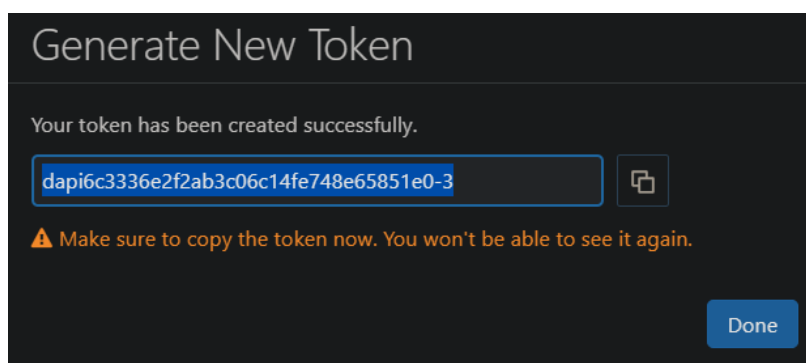 Generate New Token
Your token has been created successfully.
dapi6c3336e2f2ab3c06c14fe748e65851e0-3
Make sure to copy the token now. You won't be able to see it again.
Done